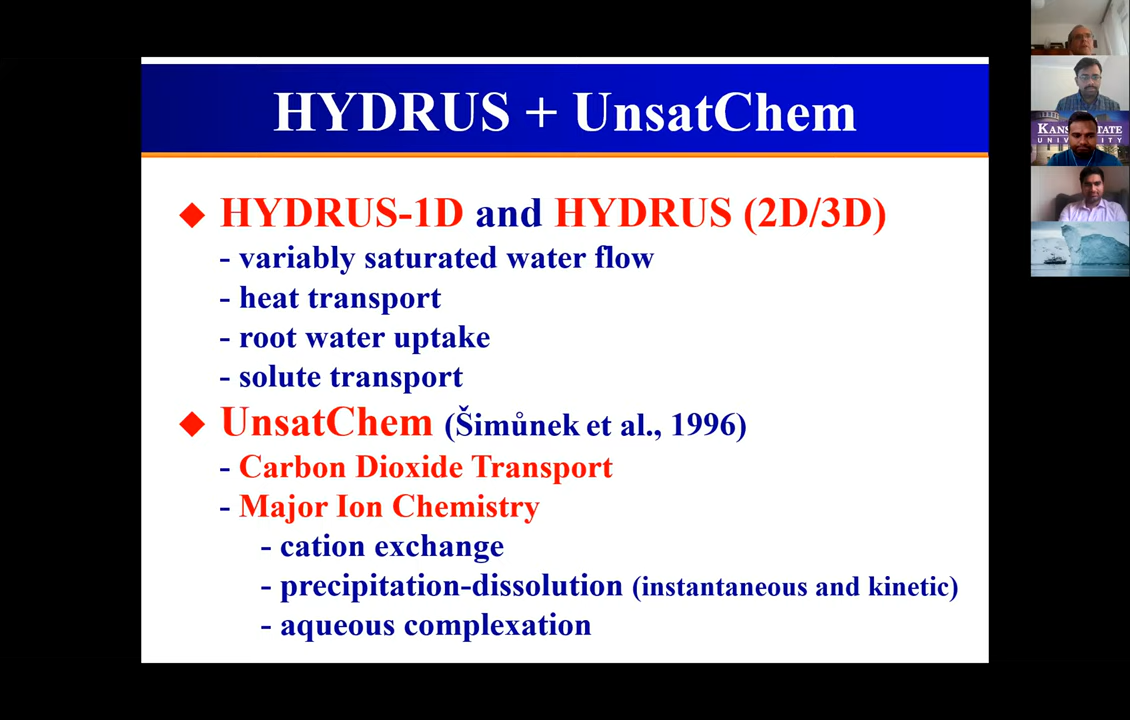 HYDRUS + UnsatChem
HYDRUS-1D and HYDRUS (2D/3D)
- variably saturated water flow
- heat transport
- root water uptake
- solute transport
UnsatChem (Šimůnek et al., 1996)
- Carbon Dioxide Transport
- Major Ion Chemistry
- cation exchange
- precipitation-dissolution (instantaneous and kinetic)
- aqueous complexation